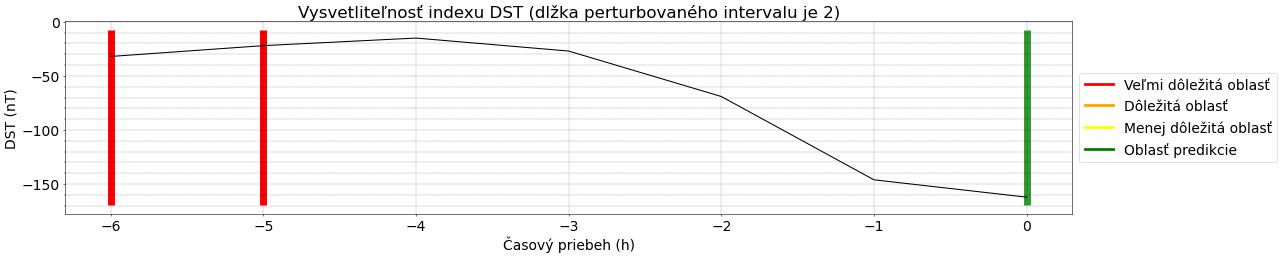 Vysvetliteľnosť indexu DST (dlžka perturbovaného intervalu je 2)
DST (nT)
0
−50
−100
−150
−6
−5
−4
−3
−2
−1
0
Časový priebeh (h)
Veľmi dôležitá oblasť
Dôležitá oblasť
Menej dôležitá oblasť
Oblasť predikcie